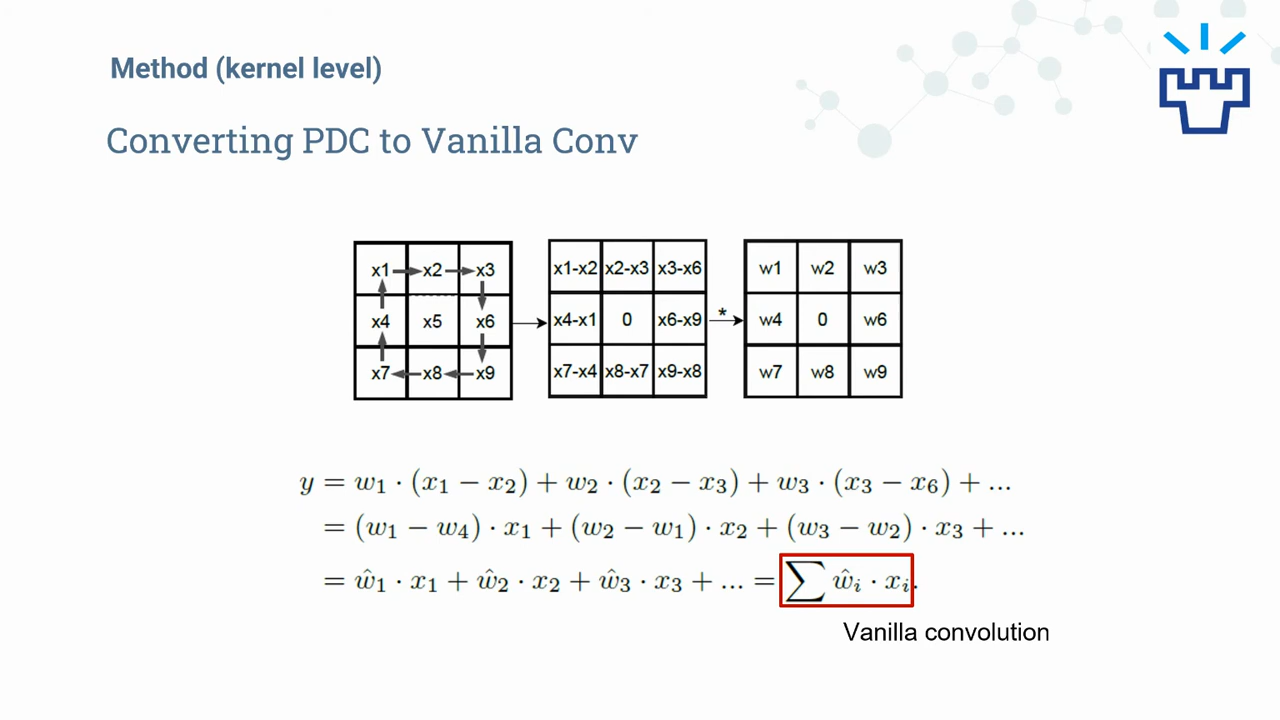 Method (kernel level)
Converting PDC to Vanilla Conv
x1 x2 x3
x4 x5 x6
x7 x8 x9
x1-x2 x2-x3 x3-x6
x4-x1 0 x6-x9
x7-x4 x8-x7 x9-x8
*
w1 w2 w3
w4 0 w6
w7 w8 w9
y = w₁ · (x₁ − x₂) + w₂ · (x₂ − x₃) + w₃ · (x₃ − x₆) + ...
= (w₁ − w₄) · x₁ + (w₂ − w₁) · x₂ + (w₃ − w₂) · x₃ + ...
= ŵ₁ · x₁ + ŵ₂ · x₂ + ŵ₃ · x₃ + ... = ∑ ŵᵢ · xᵢ.
Vanilla convolution